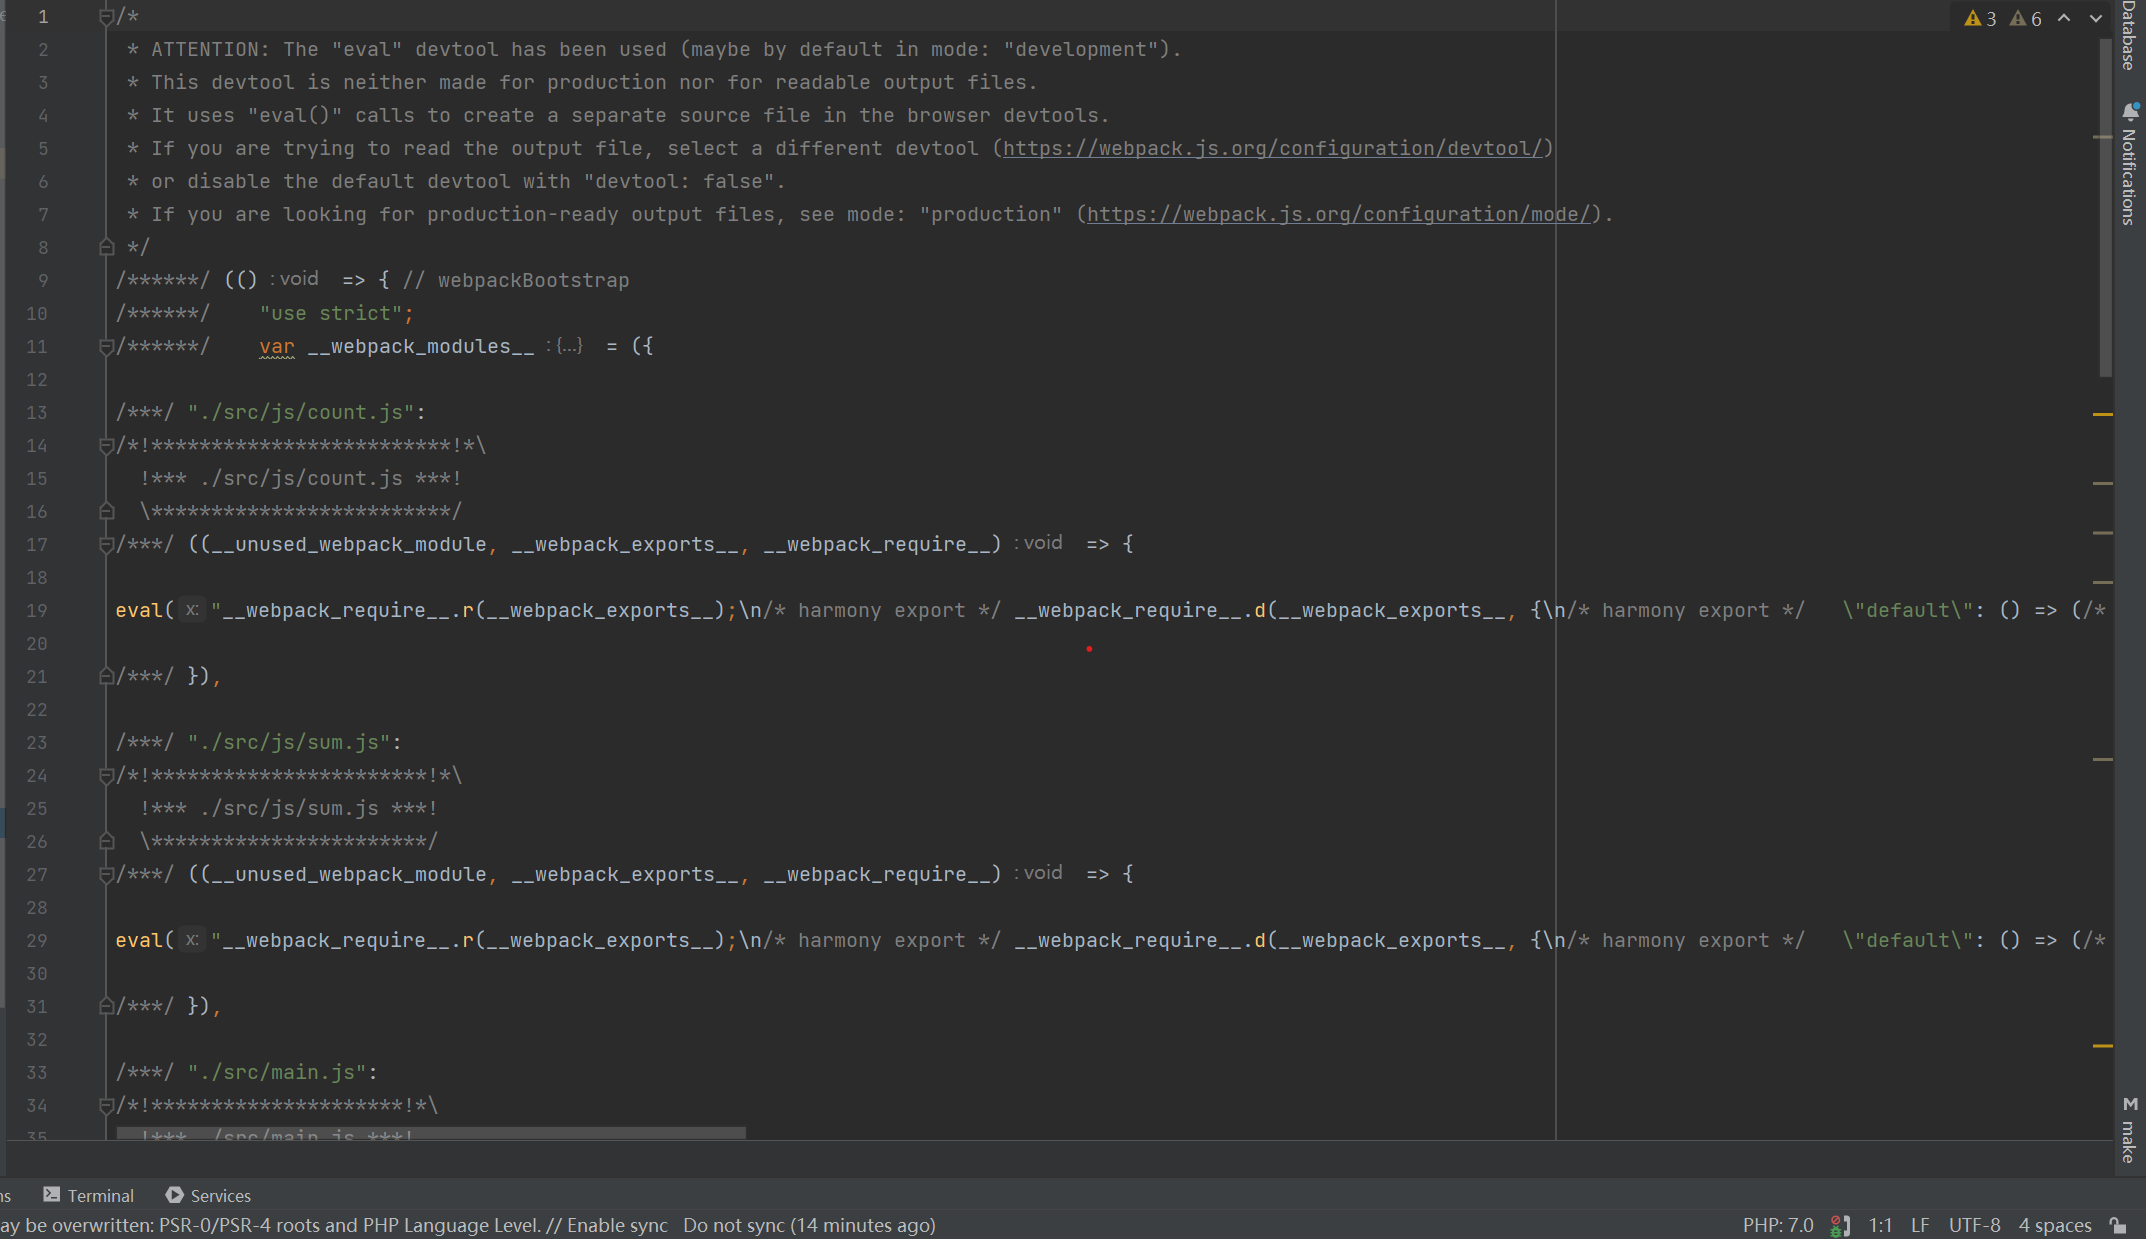 1 /*
2  * ATTENTION: The "eval" devtool has been used (maybe by default in mode: "development").
3  * This devtool is neither made for production nor for readable output files.
4  * It uses "eval()" calls to create a separate source file in the browser devtools.
5  * If you are trying to read the output file, select a different devtool (https://webpack.js.org/configuration/devtool/)
6  * or disable the default devtool with "devtool: false".
7  * If you are looking for production-ready output files, see mode: "production" (https://webpack.js.org/configuration/mode/).
8  */
9 /******/ (() :void => { // webpackBootstrap
10 /******/ "use strict";
11 /******/ var __webpack_modules__ :{...} = ({
12
13 /***/ "./src/js/count.js":
14 /*!*************************!*\
15   !*** ./src/js/count.js ***!
16   \*************************/
17 /***/ ((__unused_webpack_module, __webpack_exports__, __webpack_require__) :void => {
18
19 eval( x: "__webpack_require__.r(__webpack_exports__);\n/* harmony export */ __webpack_require__.d(__webpack_exports__, {\n/* harmony export */   \"default\": () => (/*
20
21 /***/ }),
22
23 /***/ "./src/js/sum.js":
24 /*!***********************!*\
25   !*** ./src/js/sum.js ***!
26   \***********************/
27 /***/ ((__unused_webpack_module, __webpack_exports__, __webpack_require__) :void => {
28
29 eval( x: "__webpack_require__.r(__webpack_exports__);\n/* harmony export */ __webpack_require__.d(__webpack_exports__, {\n/* harmony export */   \"default\": () => (/*
30
31 /***/ }),
32
33 /***/ "./src/main.js":
34 /*!*********************!*\
35   !*** ./src/main.js ***!
3 6
Database
Notifications
make
Terminal Services
ay be overwritten: PSR-0/PSR-4 roots and PHP Language Level. // Enable sync Do not sync (14 minutes ago)
PHP: 7.0 1:1 LF UTF-8 4 spaces